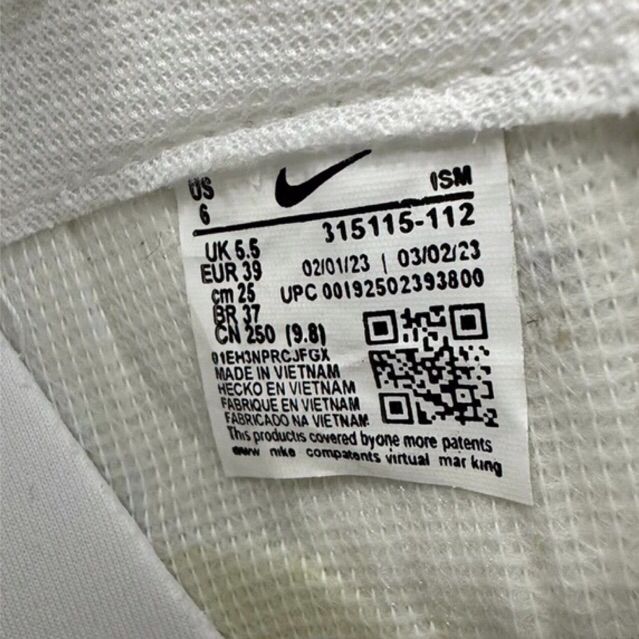 US
6
ISM
315115-112
UK 5.5
EUR 39
cm 25
BR 37
CN 250 (9.8)
02/01/23 | 03/02/23
UPC 00192502393800
01EH3NPRCJFGX
MADE IN VIETNAM
HECKO EN VIETNAM
FABRIQUE EN VIETNAM
FABRICADO NA VIETNAM
This productis covered byone more patents
www nike compatents virtual mar king